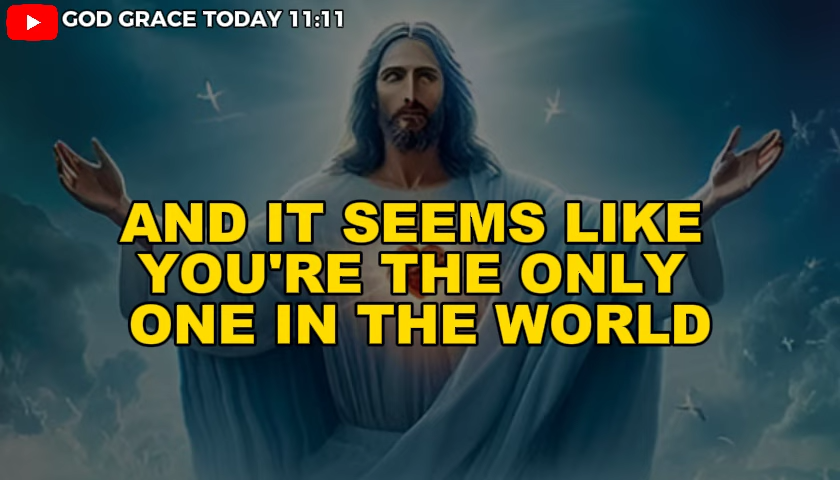 GOD GRACE TODAY 11:11
AND IT SEEMS LIKE
YOU'RE THE ONLY
ONE IN THE WORLD